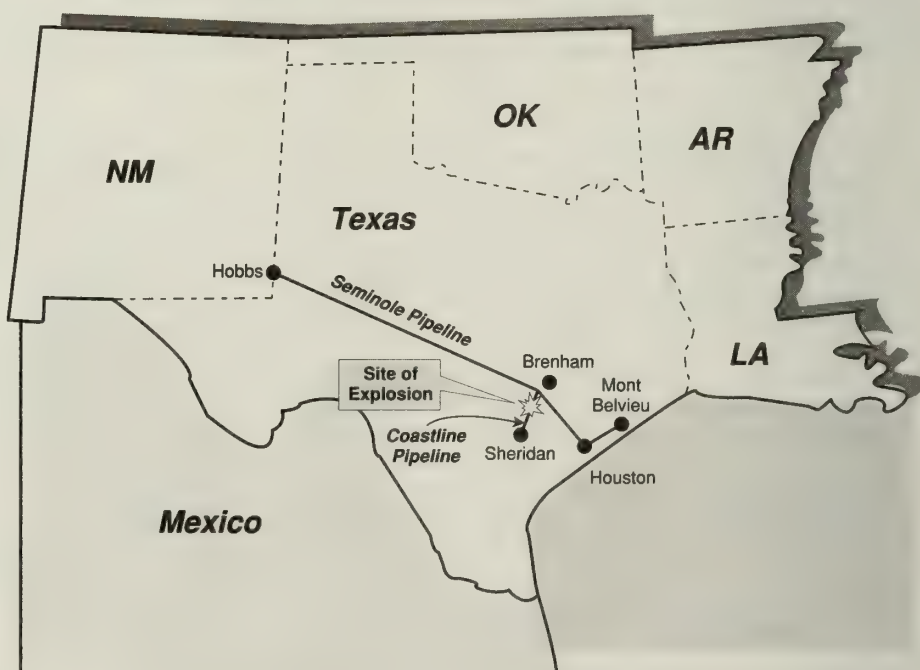 OK
AR
NM
Texas
Hobbs
Seminole Pipeline
LA
Brenham
Site of
Explosion
Mont
Belvieu
Coastline
Pipeline
Sheridan
Houston
Mexico